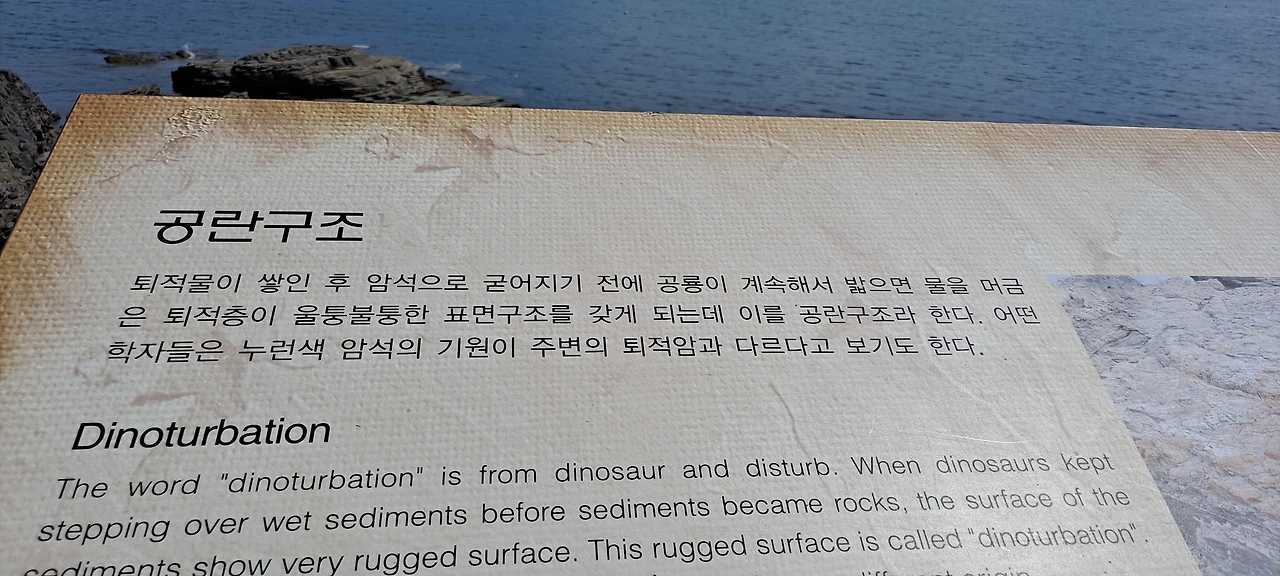 공란구조
퇴적물이 쌓인 후 암석으로 굳어지기 전에 공룡이 계속해서 밟으면 물을 머금
은 퇴적층이 울퉁불퉁한 표면구조를 갖게 되는데 이를 공란구조라 한다. 어떤
학자들은 누런색 암석의 기원이 주변의 퇴적암과 다르다고 보기도 한다.
Dinoturbation
The word "dinoturbation" is from dinosaur and disturb. When dinosaurs kept
stepping over wet sediments before sediments became rocks, the surface of the
sediments show very rugged surface. This rugged surface is called "dinoturbation".
different origin